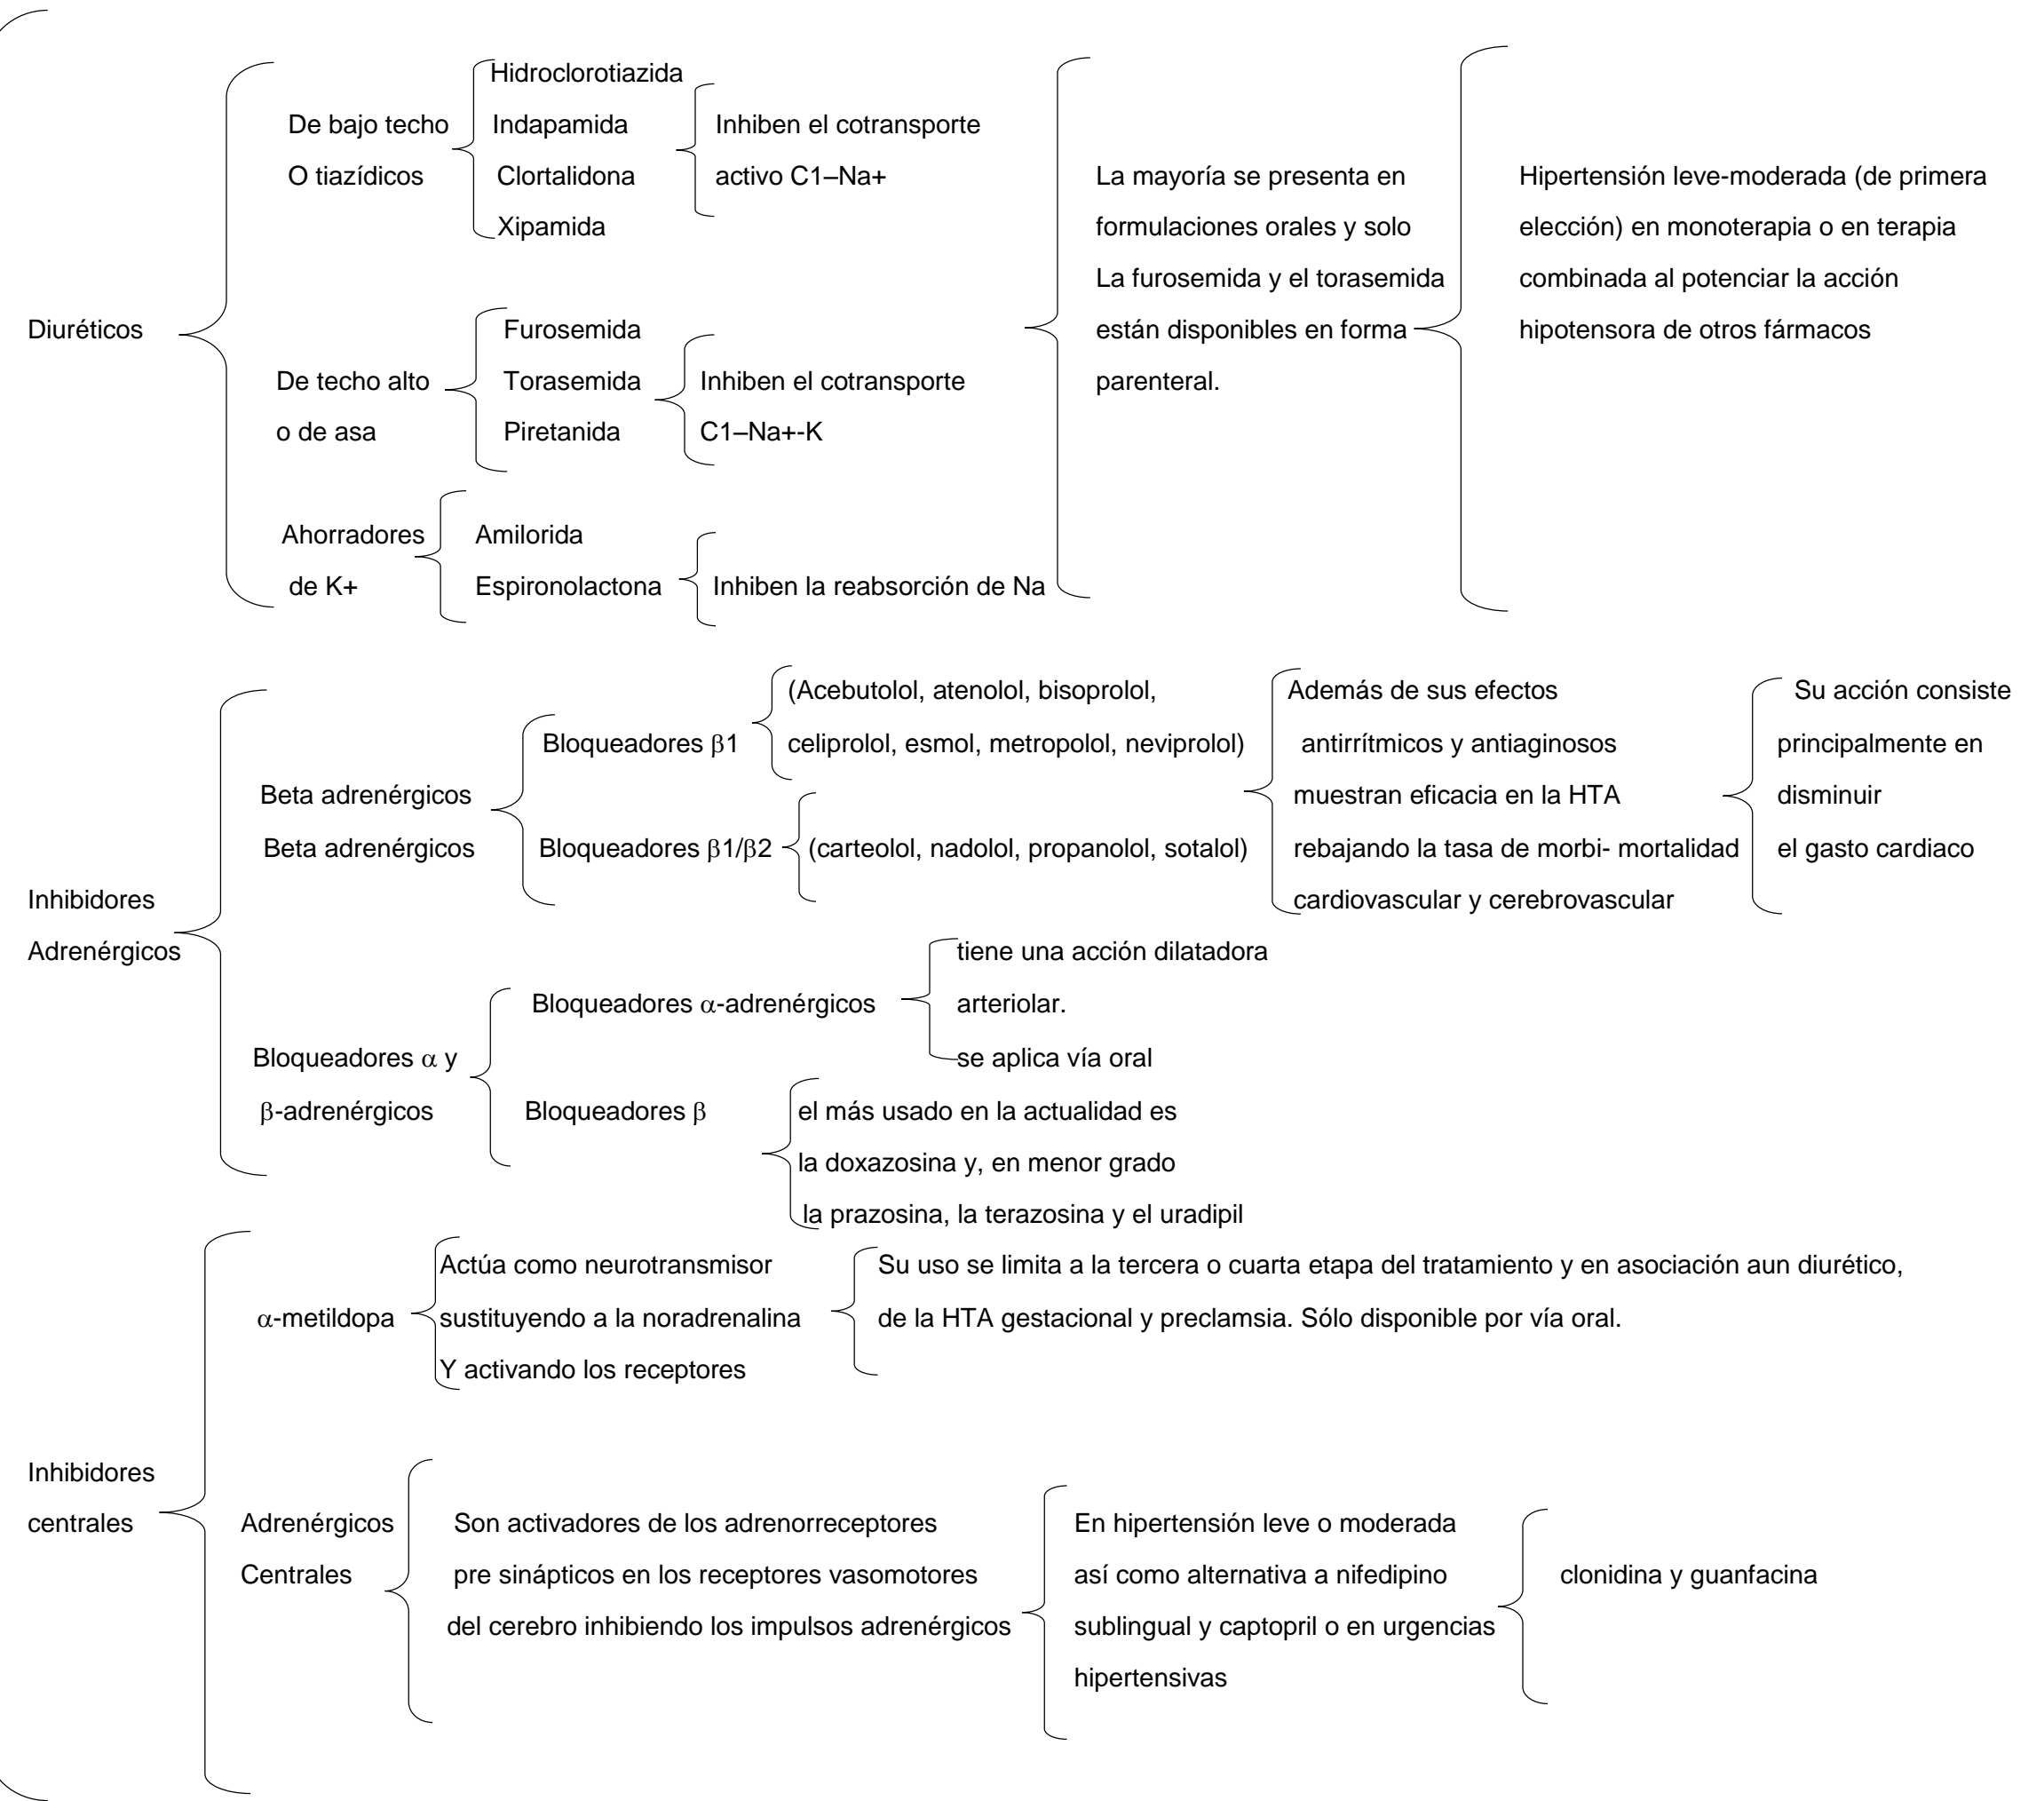 Diuréticos
De bajo techo
O tiazídicos
Hidroclorotiazida
Indapamida
Clortalidona
Xipamida
Inhiben el cotransporte
activo C1–Na+
De techo alto
o de asa
Furosemida
Torasemida
Piretanida
Inhiben el cotransporte
C1–Na+-K
Ahorradores
de K+
Amilorida
Espironolactona
Inhiben la reabsorción de Na
La mayoría se presenta en
formulaciones orales y solo
La furosemida y el torasemida
están disponibles en forma
parenteral.
Hipertensión leve-moderada (de primera
elección) en monoterapia o en terapia
combinada al potenciar la acción
hipotensora de otros fármacos
Inhibidores
Adrenérgicos
Beta adrenérgicos
Beta adrenérgicos
Bloqueadores β1
(Acebutolol, atenolol, bisoprolol,
celiprolol, esmol, metropolol, neviprolol)
Bloqueadores β1/β2
(carteolol, nadolol, propanolol, sotalol)
Además de sus efectos
antirrítmicos y antiaginosos
muestran eficacia en la HTA
rebajando la tasa de morbi- mortalidad
cardiovascular y cerebrovascular
Su acción consiste
principalmente en
disminuir
el gasto cardiaco
Bloqueadores α y
β-adrenérgicos
Bloqueadores α-adrenérgicos
tiene una acción dilatadora
arteriolar.
se aplica vía oral
Bloqueadores β
el más usado en la actualidad es
la doxazosina y, en menor grado
la prazosina, la terazosina y el uradipil
Inhibidores
centrales
α-metildopa
Actúa como neurotransmisor
sustituyendo a la noradrenalina
Y activando los receptores
Su uso se limita a la tercera o cuarta etapa del tratamiento y en asociación aun diurético,
de la HTA gestacional y preclamsia. Sólo disponible por vía oral.
Adrenérgicos
Centrales
Son activadores de los adrenorreceptores
pre sinápticos en los receptores vasomotores
del cerebro inhibiendo los impulsos adrenérgicos
En hipertensión leve o moderada
así como alternativa a nifedipino
sublingual y captopril o en urgencias
hipertensivas
clonidina y guanfacina